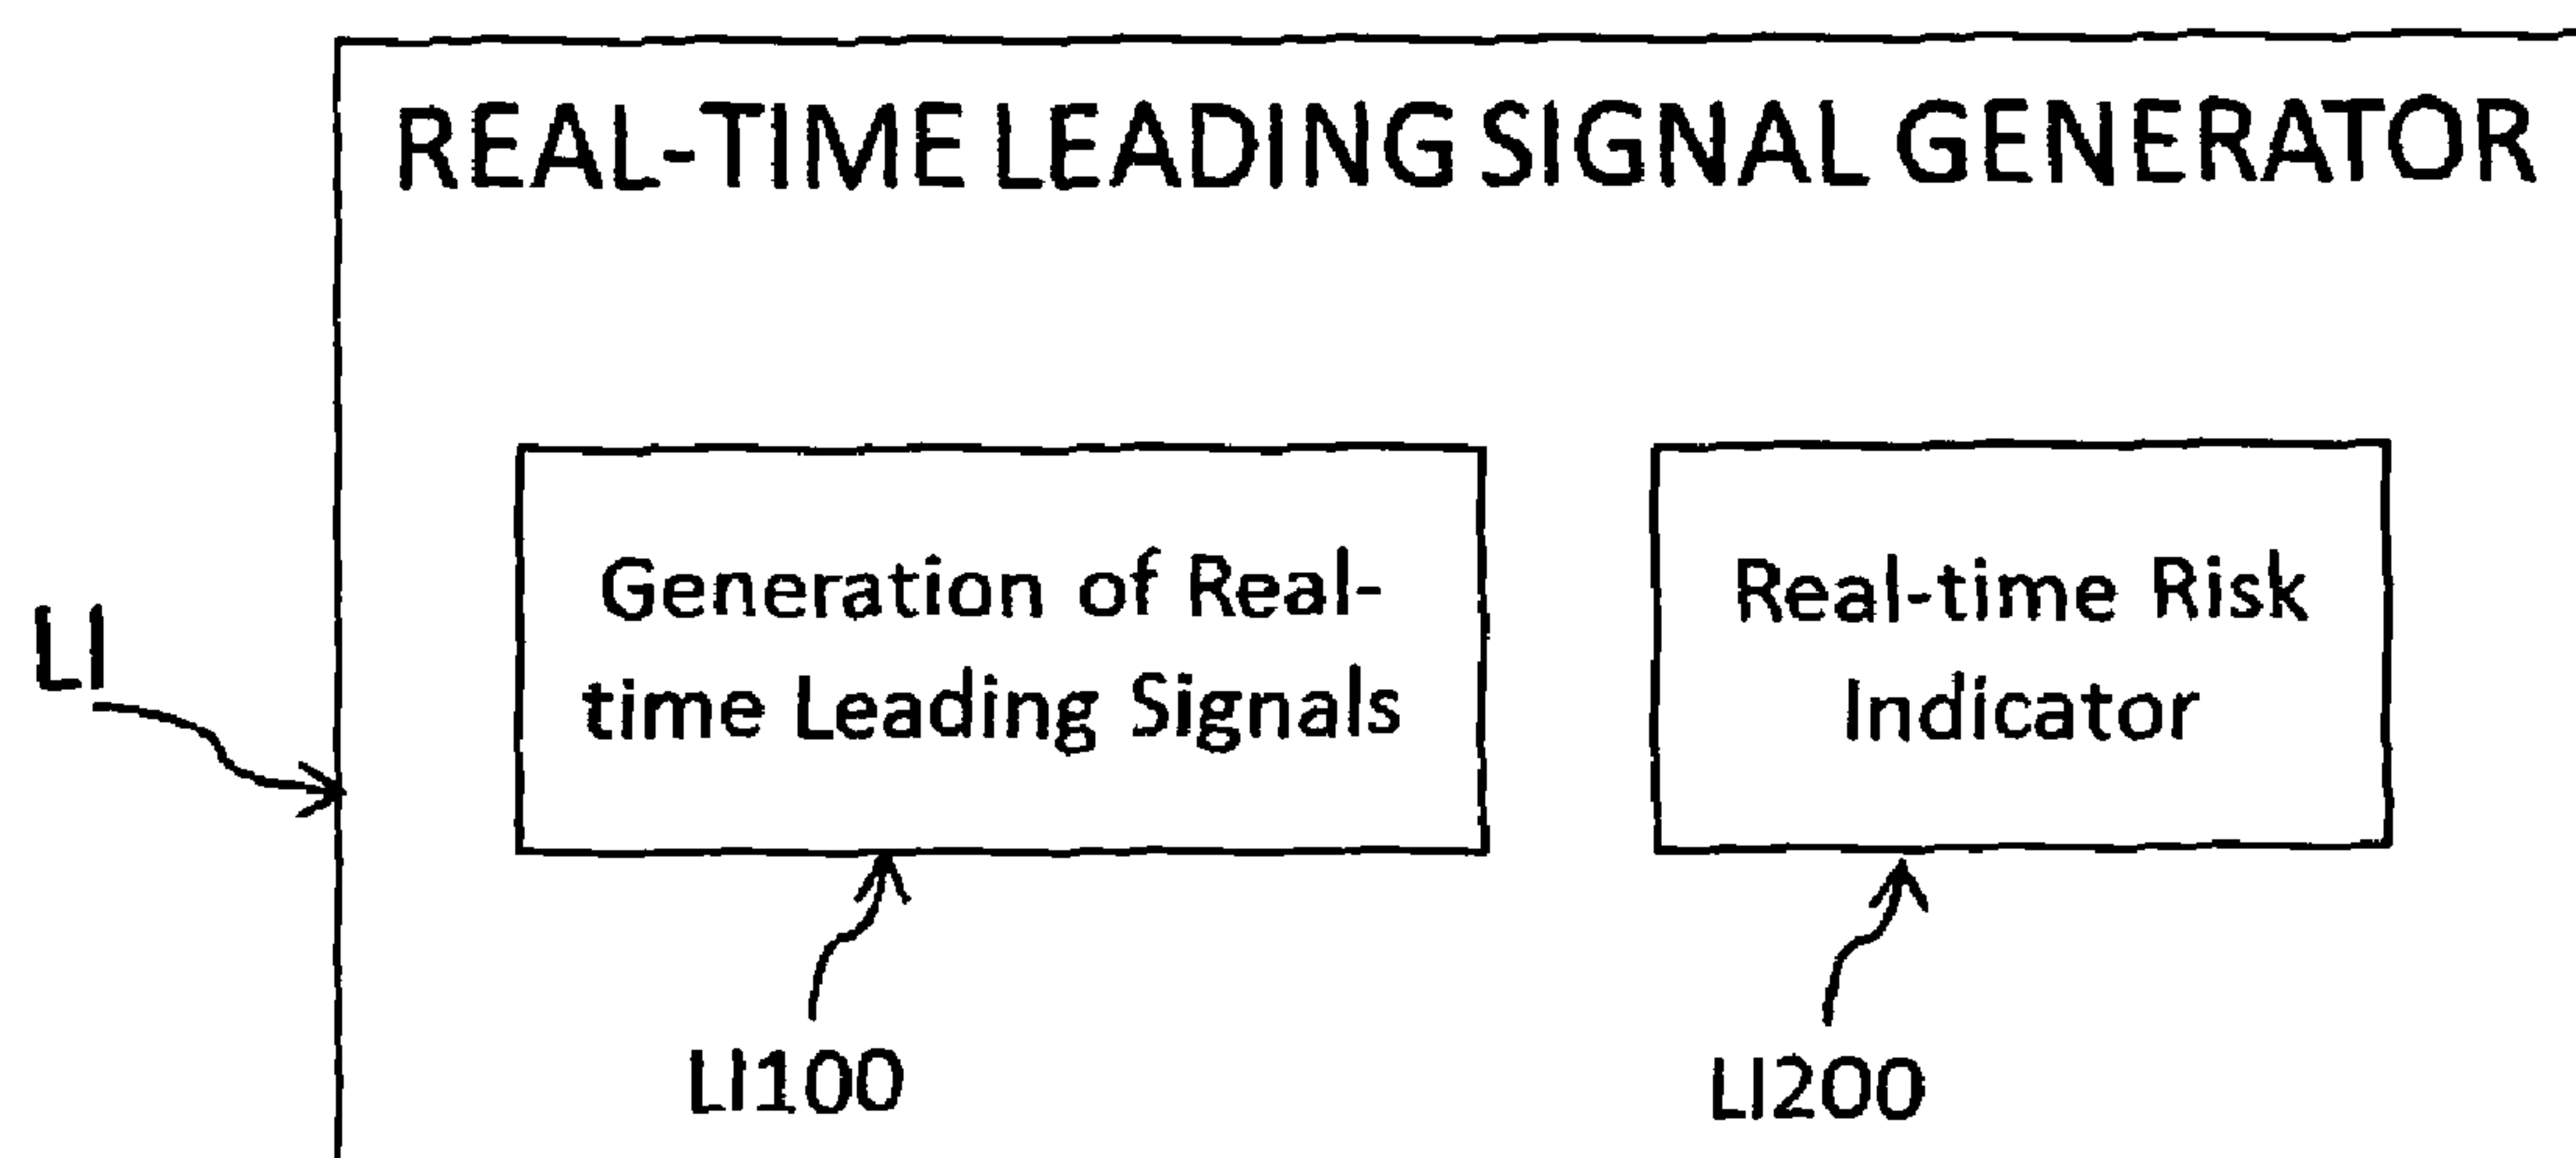 REAL-TIME LEADING SIGNAL GENERATOR
Generation of Real-
time Leading Signals
Real-time Risk
Indicator
LI
LI100
LI200